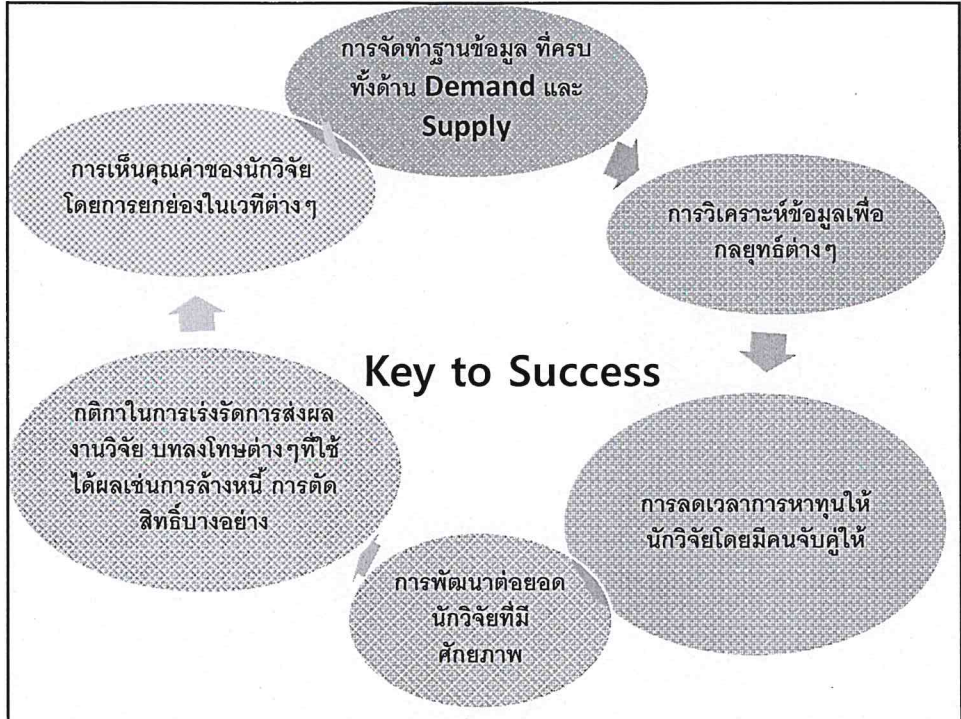 การจัดทำฐานข้อมูล ที่ครบ
ทั้งด้าน Demand และ
Supply
การวิเคราะห์ข้อมูลเพื่อ
กลยุทธ์ต่างๆ
การลดเวลาการหาทุนให้
นักวิจัยโดยมีคนจับคู่ให้
การพัฒนาต่อยอด
นักวิจัยที่มี
ศักยภาพ
กติกาในการเร่งรัดการส่งผล
งานวิจัย บทลงโทษต่างๆที่ใช้
ได้ผลเช่นการล้างหนี้ การตัด
สิทธิ์บางอย่าง
การเห็นคุณค่าของนักวิจัย
โดยการยกย่องในเวทีต่างๆ
Key to Success